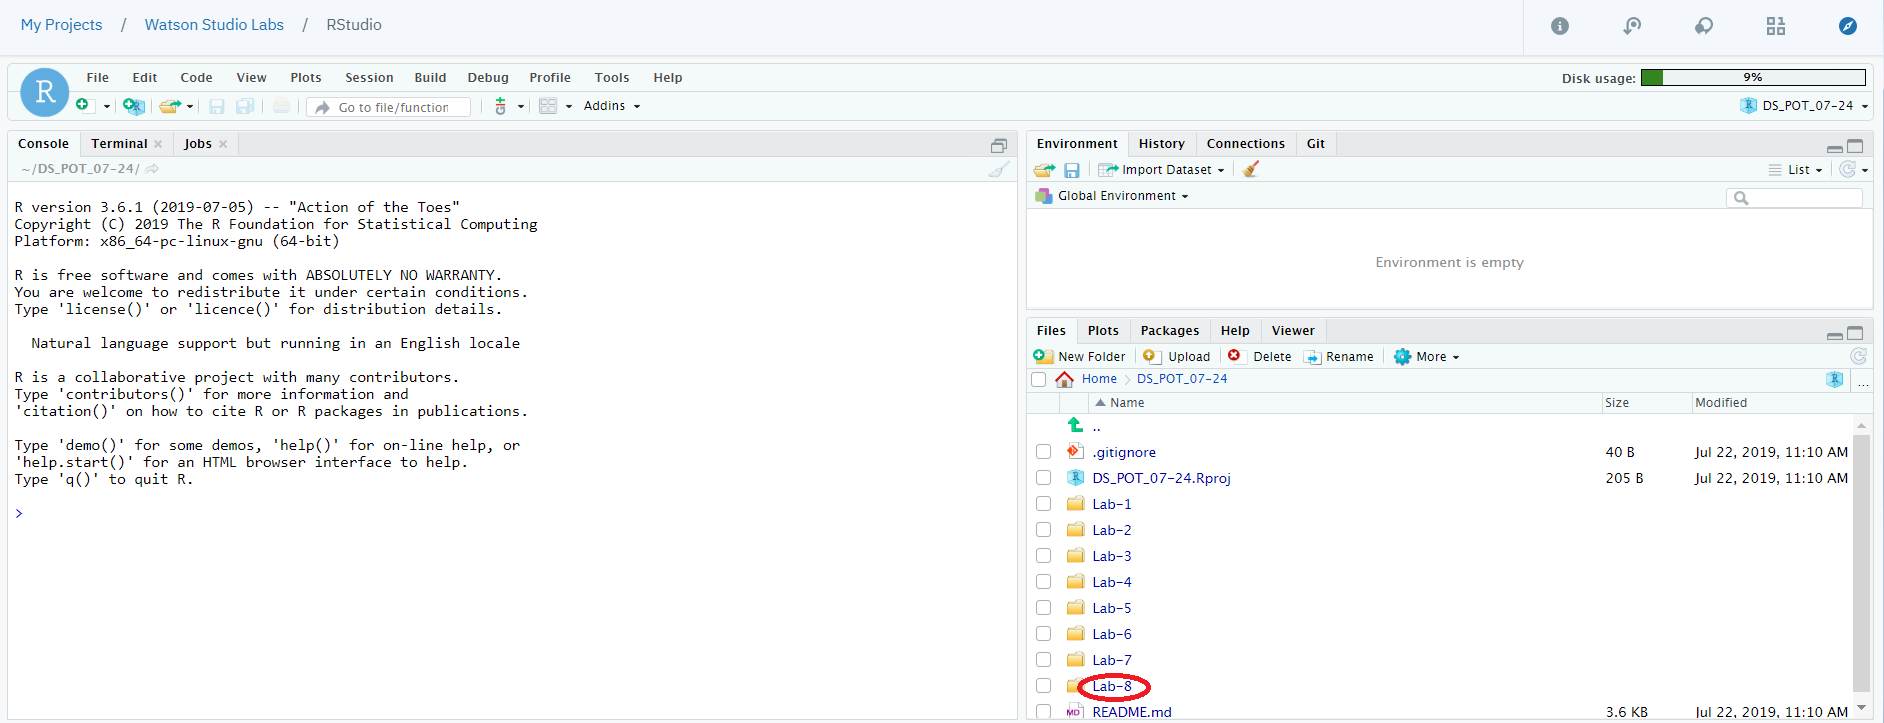 My Projects / Watson Studio Labs / RStudio
R File Edit Code View Plots Session Build Debug Profile Tools Help
Disk usage: 9%
Go to file/function Git Addins
R DS_POT_07-24
Console Terminal Jobs
~/DS_POT_07-24/
R version 3.6.1 (2019-07-05) -- "Action of the Toes"
Copyright (C) 2019 The R Foundation for Statistical Computing
Platform: x86_64-pc-linux-gnu (64-bit)
R is free software and comes with ABSOLUTELY NO WARRANTY.
You are welcome to redistribute it under certain conditions.
Type 'license()' or 'licence()' for distribution details.
Natural language support but running in an English locale
R is a collaborative project with many contributors.
Type 'contributors()' for more information and
'citation()' on how to cite R or R packages in publications.
Type 'demo()' for some demos, 'help()' for on-line help, or
'help.start()' for an HTML browser interface to help.
Type 'q()' to quit R.
>
Environment History Connections Git
Import Dataset List
Global Environment
Environment is empty
Files Plots Packages Help Viewer
New Folder Upload Delete Rename More
Home DS_POT_07-24 R ...
Name Size Modified
..
.gitignore 40 B Jul 22, 2019, 11:10 AM
DS_POT_07-24.Rproj 205 B Jul 22, 2019, 11:10 AM
Lab-1
Lab-2
Lab-3
Lab-4
Lab-5
Lab-6
Lab-7
Lab-8
MD README.md 3.6 KB Jul 22, 2019, 11:10 AM